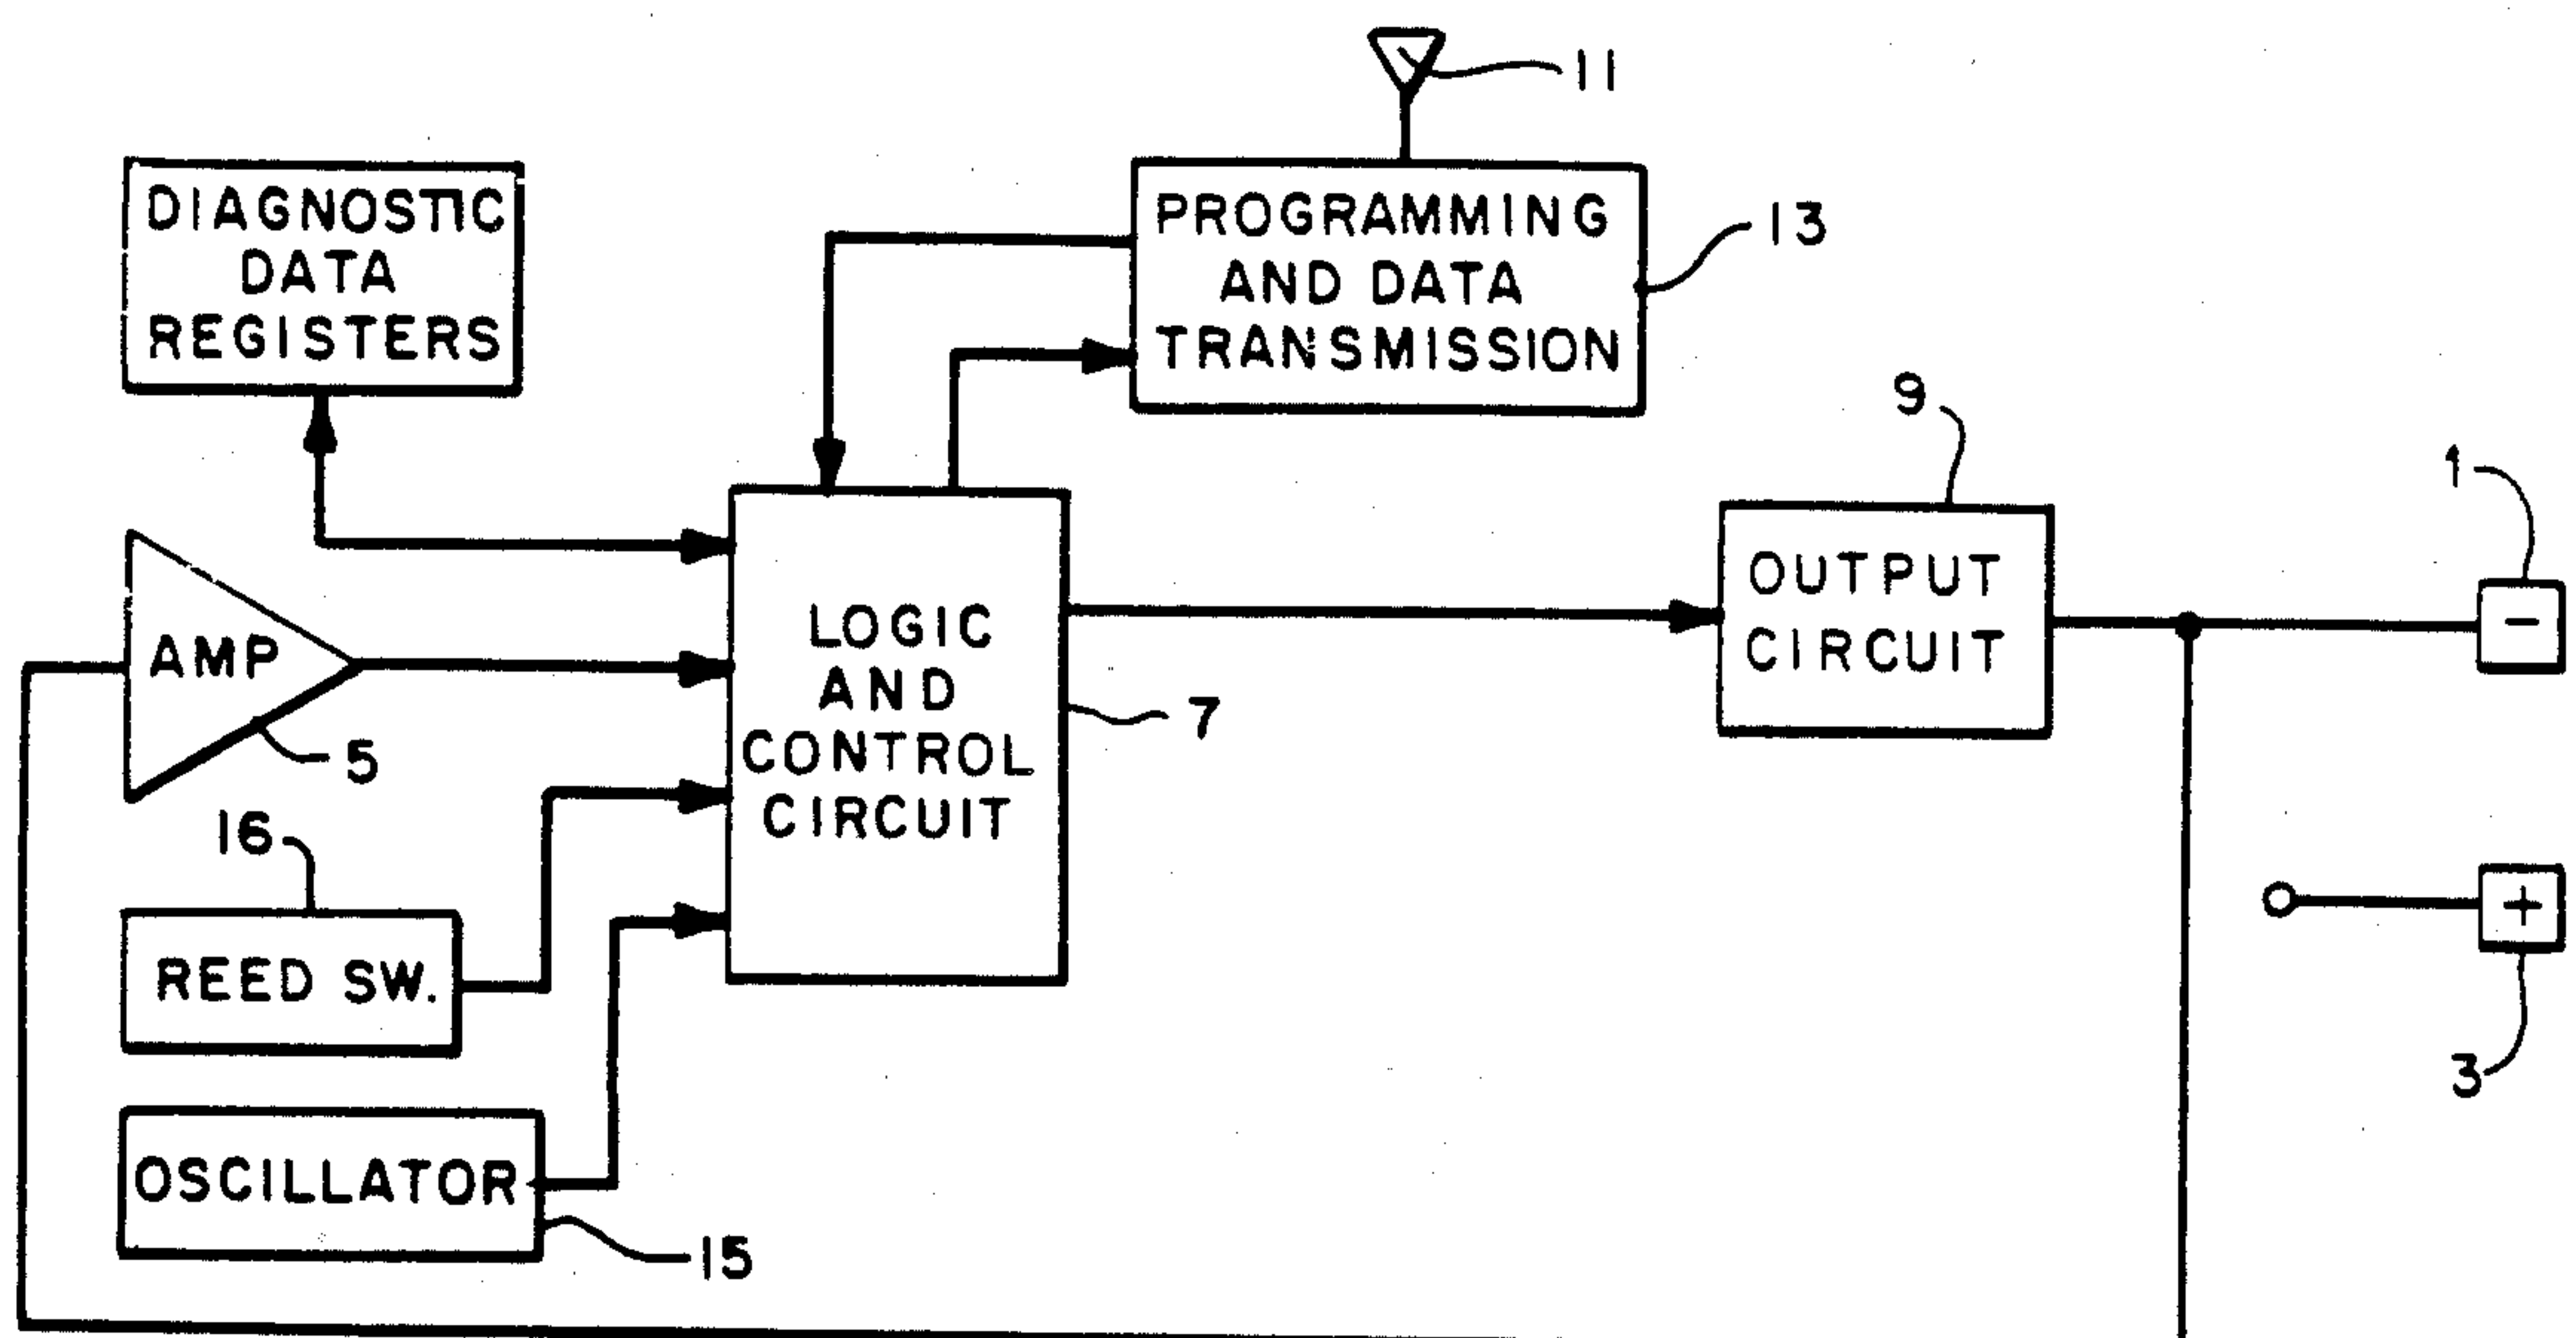 11
DIAGNOSTIC
DATA
REGISTERS
PROGRAMMING
AND DATA
TRANSMISSION
13
9
1
OUTPUT
CIRCUIT
−
AMP
5
LOGIC
AND
CONTROL
CIRCUIT
7
16
REED SW.
+
3
OSCILLATOR
15